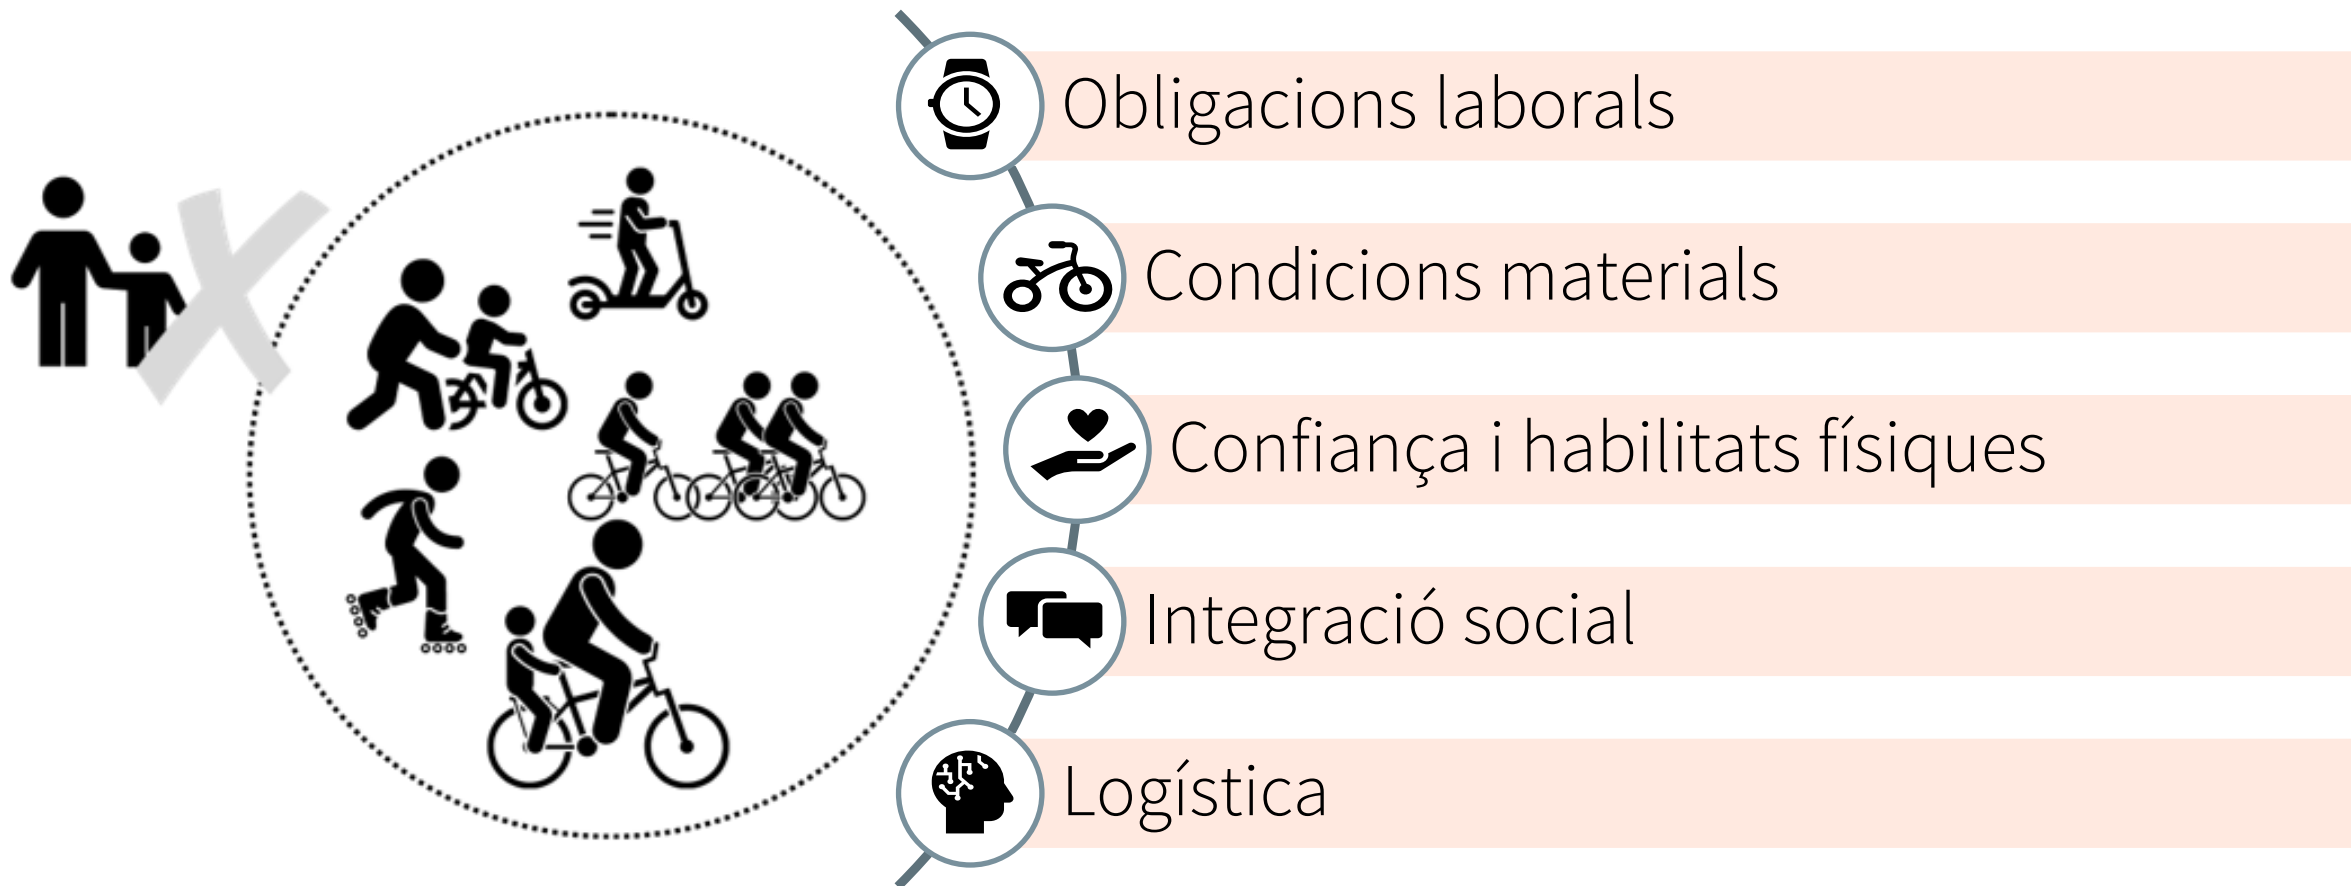 Obligacions laborals
Condicions materials
Confiança i habilitats físiques
Integració social
Logística